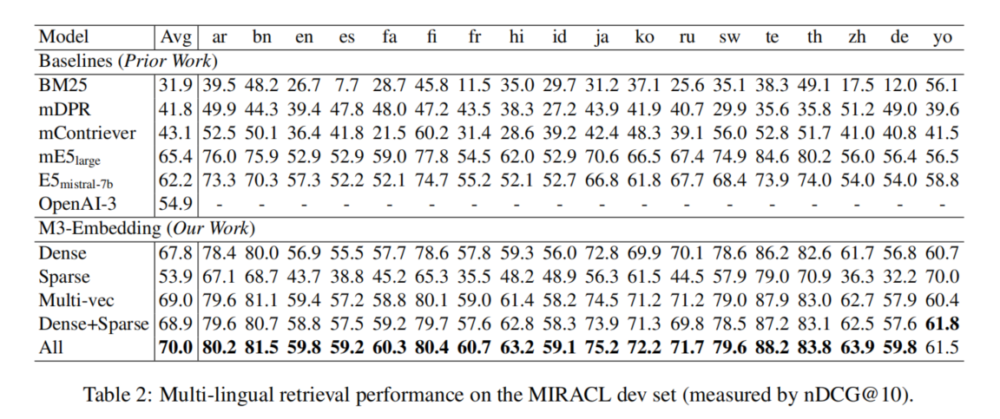 Model Avg ar bn en es fa fi fr hi id ja ko ru sw te th zh de yo
Baselines (Prior Work)
BM25 31.9 39.5 48.2 26.7 7.7 28.7 45.8 11.5 35.0 29.7 31.2 37.1 25.6 35.1 38.3 49.1 17.5 12.0 56.1
mDPR 41.8 49.9 44.3 39.4 47.8 48.0 47.2 43.5 38.3 27.2 43.9 41.9 40.7 29.9 35.6 35.8 51.2 49.0 39.6
mContriever 43.1 52.5 50.1 36.4 41.8 21.5 60.2 31.4 28.6 39.2 42.4 48.3 39.1 56.0 52.8 51.7 41.0 40.8 41.5
mE5large 65.4 76.0 75.9 52.9 52.9 59.0 77.8 54.5 62.0 52.9 70.6 66.5 67.4 74.9 84.6 80.2 56.0 56.4 56.5
E5mistral-7b 62.2 73.3 70.3 57.3 52.2 52.1 74.7 55.2 52.1 52.7 66.8 61.8 67.7 68.4 73.9 74.0 54.0 54.0 58.8
OpenAI-3 54.9 - - - - - - - - - - - - - - - - - -
M3-Embedding (Our Work)
Dense 67.8 78.4 80.0 56.9 55.5 57.7 78.6 57.8 59.3 56.0 72.8 69.9 70.1 78.6 86.2 82.6 61.7 56.8 60.7
Sparse 53.9 67.1 68.7 43.7 38.8 45.2 65.3 35.5 48.2 48.9 56.3 61.5 44.5 57.9 79.0 70.9 36.3 32.2 70.0
Multi-vec 69.0 79.6 81.1 59.4 57.2 58.8 80.1 59.0 61.4 58.2 74.5 71.2 71.2 79.0 87.9 83.0 62.7 57.9 60.4
Dense+Sparse 68.9 79.6 80.7 58.8 57.5 59.2 79.7 57.6 62.8 58.3 73.9 71.3 69.8 78.5 87.2 83.1 62.5 57.6 61.8
All 70.0 80.2 81.5 59.8 59.2 60.3 80.4 60.7 63.2 59.1 75.2 72.2 71.7 79.6 88.2 83.8 63.9 59.8 61.5
Table 2: Multi-lingual retrieval performance on the MIRACL dev set (measured by nDCG@10).